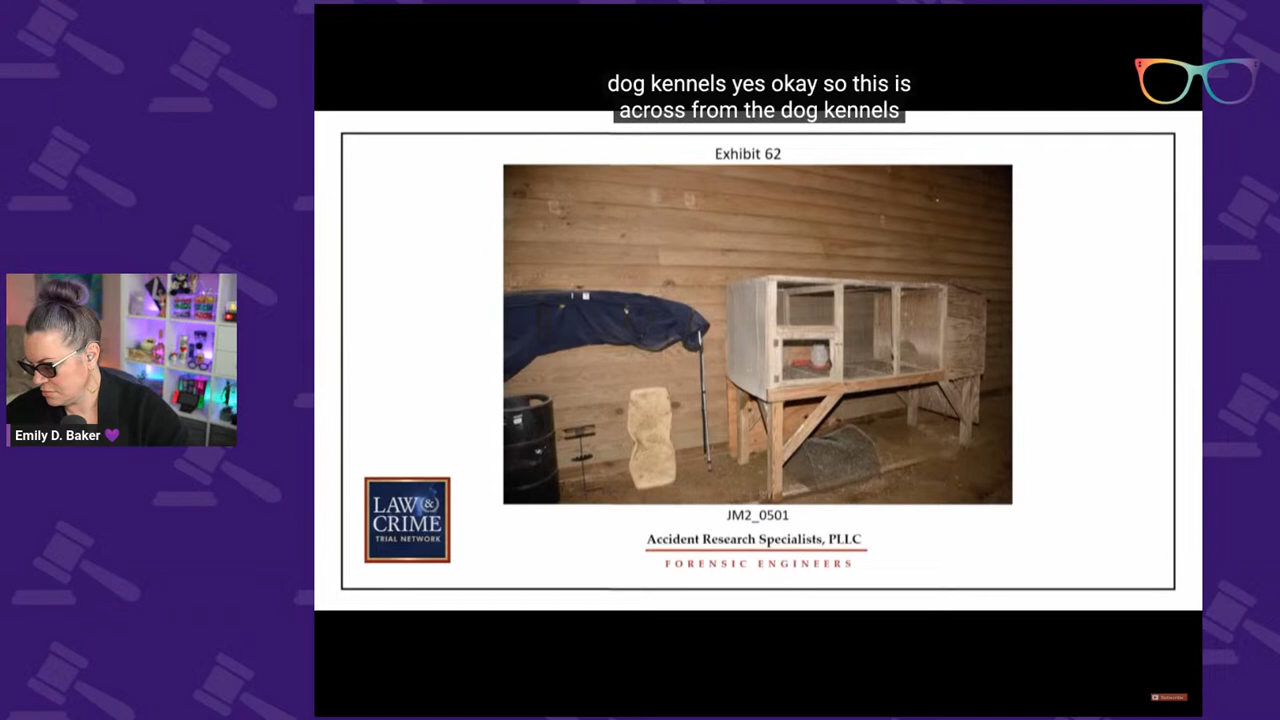 dog kennels yes okay so this is
across from the dog kennels
Exhibit 62
Emily D. Baker
LAW &
CRIME
TRIAL NETWORK
JM2_0501
Accident Research Specialists, PLLC
FORENSIC ENGINEERS
Subscribe